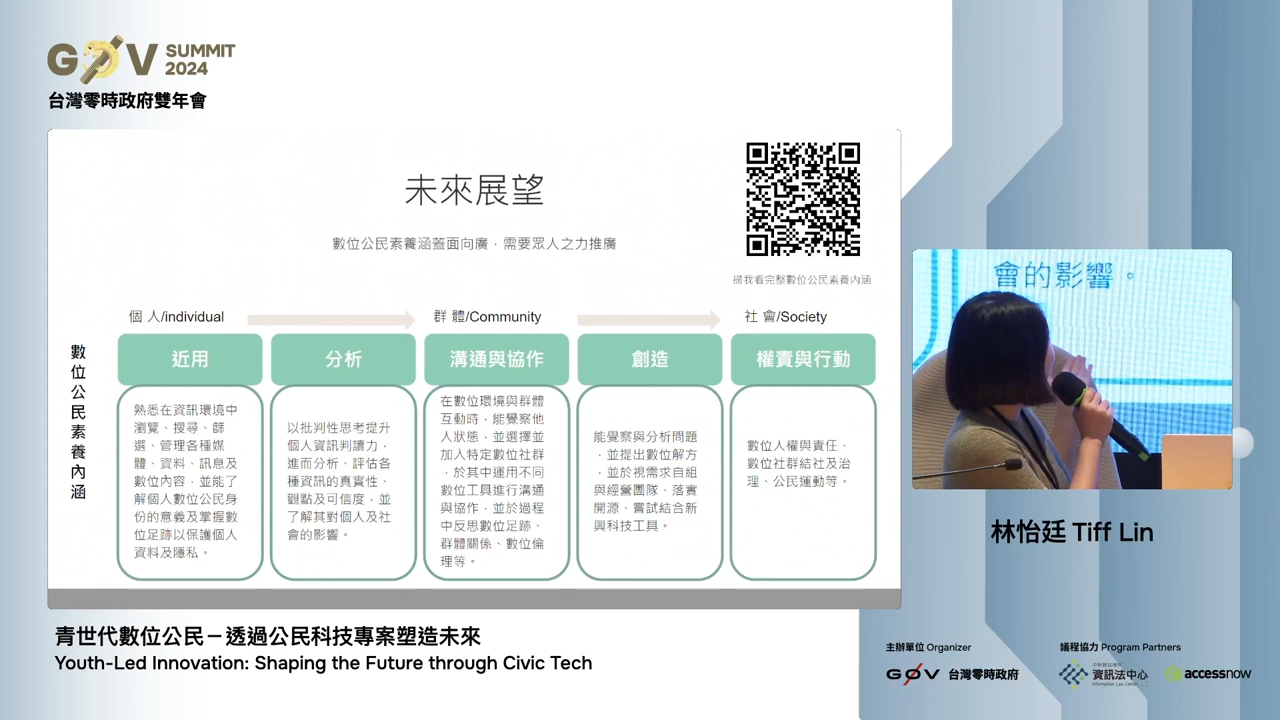 G0V SUMMIT 2024
台灣零時政府雙年會
未來展望
數位公民素養涵蓋面向廣，需要眾人之力推廣
掃我看完整數位公民素養內涵
個 人/individual
群 體/Community
社 會/Society
數位公民素養內涵
近用
分析
溝通與協作
創造
權責與行動
熟悉在資訊環境中
瀏覽、搜尋、篩
選、管理各種媒
體、資料、訊息及
數位內容，並能了
解個人數位公民身
份的意義及掌握數
位足跡以保護個人
資料及隱私。
以批判性思考提升
個人資訊判讀力，
進而分析、評估各
種資訊的真實性、
觀點及可信度，並
了解其對個人及社
會的影響。
在數位環境與群體
互動時，能覺察他
人狀態，並選擇並
加入特定數位社群
，於其中運用不同
數位工具進行溝通
與協作，並於過程
中反思數位足跡、
群體關係、數位倫
理等。
能覺察與分析問題
，並提出數位解方
，並於視需求自組
與經營團隊、落實
開源、嘗試結合新
興科技工具。
數位人權與責任、
數位社群結社及治
理、公民運動等。
會的影響。
林怡廷 Tiff Lin
青世代數位公民－透過公民科技專案塑造未來
Youth-Led Innovation: Shaping the Future through Civic Tech
主辦單位 Organizer
G0V 台灣零時政府
議程協力 Program Partners
資訊法中心
Information Law Center
accessnow